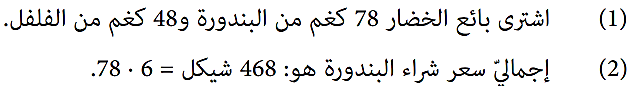 (1) اشترى بائع الخضار 78 كغم من البندورة و48 كغم من الفلفل.
(2) إجماليّ سعر شراء البندورة هو: 468 شيكل = 6 · 78.